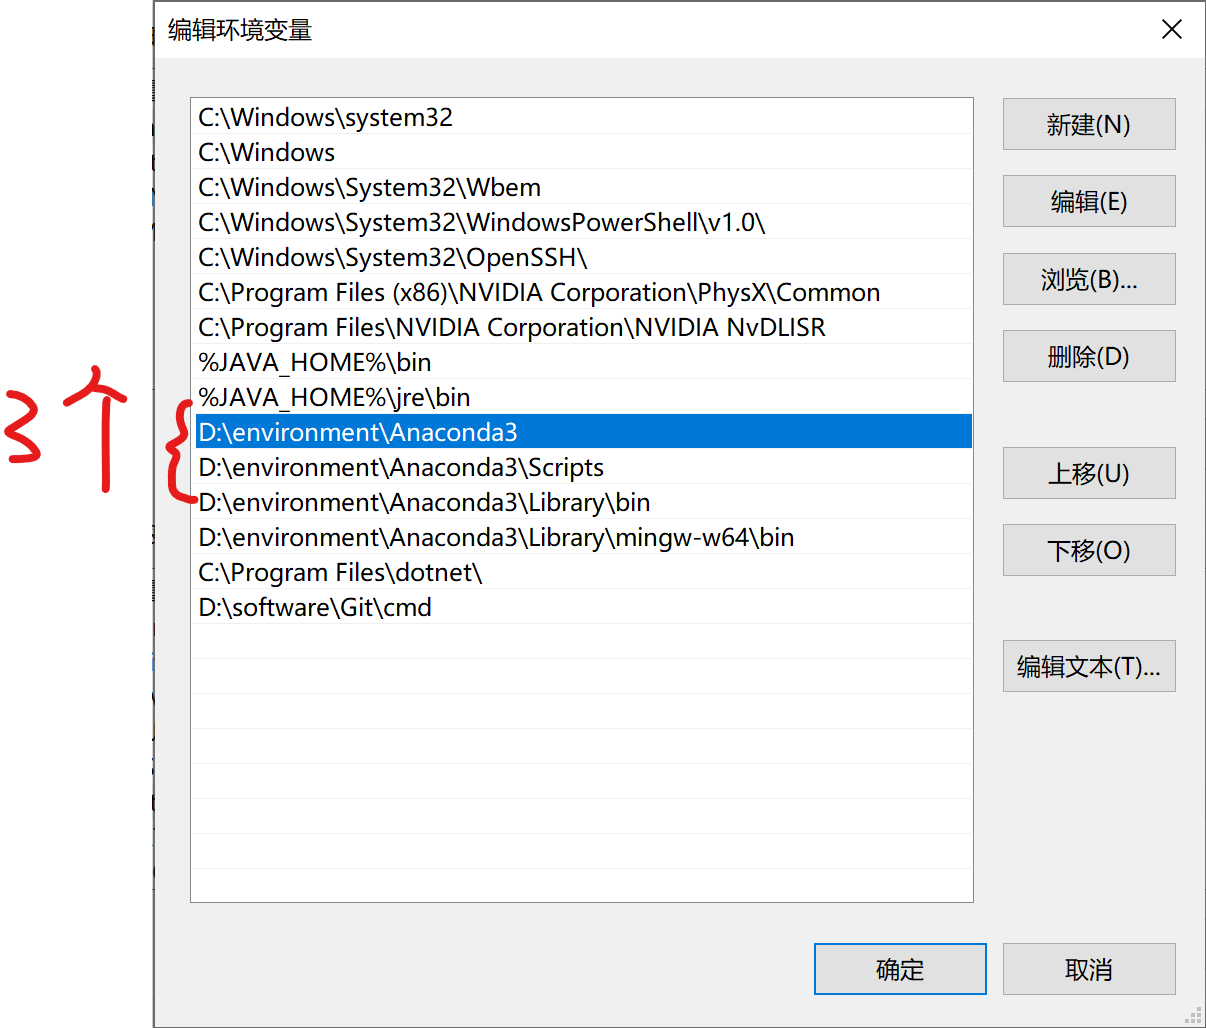 编辑环境变量
C:\Windows\system32
C:\Windows
C:\Windows\System32\Wbem
C:\Windows\System32\WindowsPowerShell\v1.0\
C:\Windows\System32\OpenSSH\
C:\Program Files (x86)\NVIDIA Corporation\PhysX\Common
C:\Program Files\NVIDIA Corporation\NVIDIA NvDLISR
%JAVA_HOME%\bin
%JAVA_HOME%\jre\bin
D:\environment\Anaconda3
D:\environment\Anaconda3\Scripts
D:\environment\Anaconda3\Library\bin
D:\environment\Anaconda3\Library\mingw-w64\bin
C:\Program Files\dotnet\
D:\software\Git\cmd
3个
新建(N)
编辑(E)
浏览(B)...
删除(D)
上移(U)
下移(O)
编辑文本(T)...
确定
取消